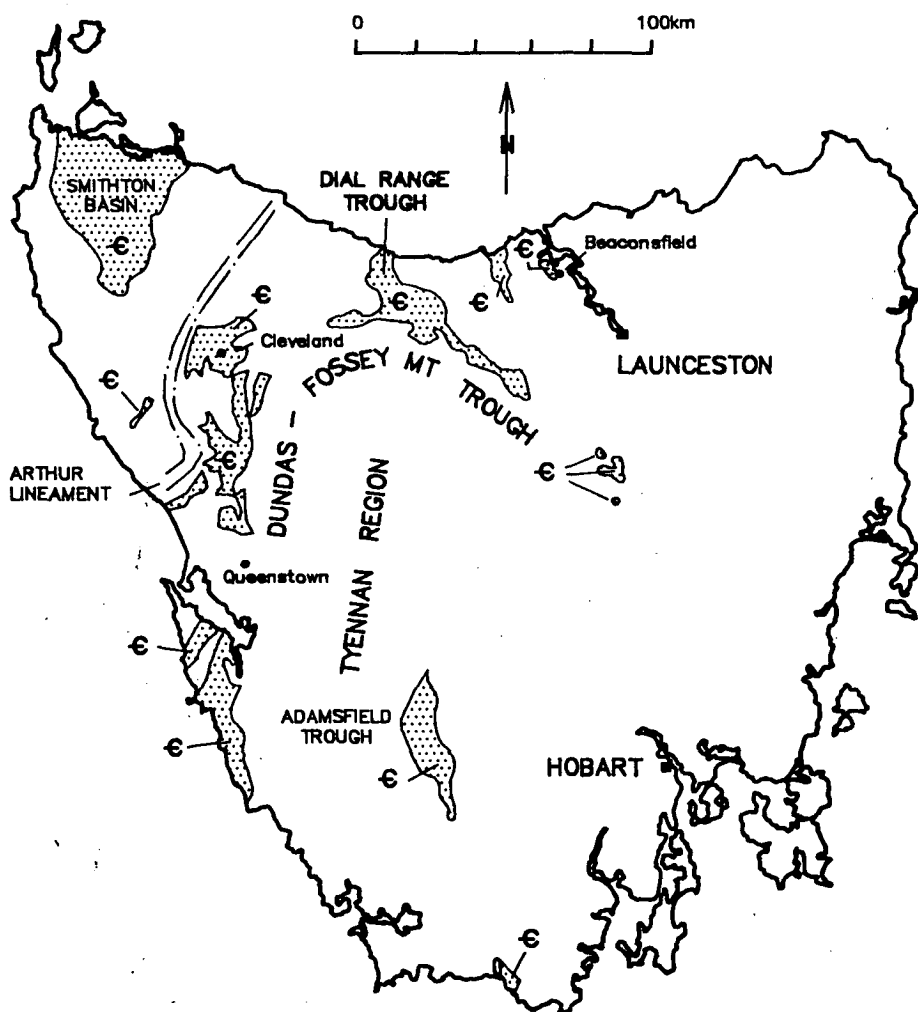 0 100km
N
SMITHTON
BASIN
Є
DIAL RANGE
TROUGH
Є
Beaconsfield
Є
Є
Є
Cleveland
LAUNCESTON
DUNDAS – FOSSEY MT TROUGH
Є
Є
Є
ARTHUR
LINEAMENT
TYENNAN REGION
Queenstown
Є
ADAMSFIELD
TROUGH
Є
Є
HOBART
Є